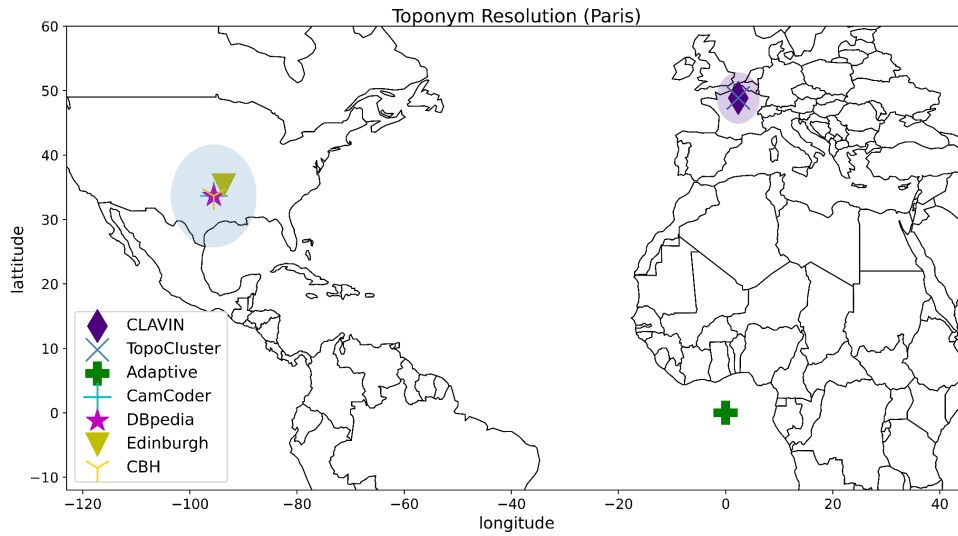 Toponym Resolution (Paris)
60
50
40
30
20
10
0
−10
lattitude
CLAVIN
TopoCluster
Adaptive
CamCoder
DBpedia
Edinburgh
CBH
−120
−100
−80
−60
−40
−20
0
20
40
longitude